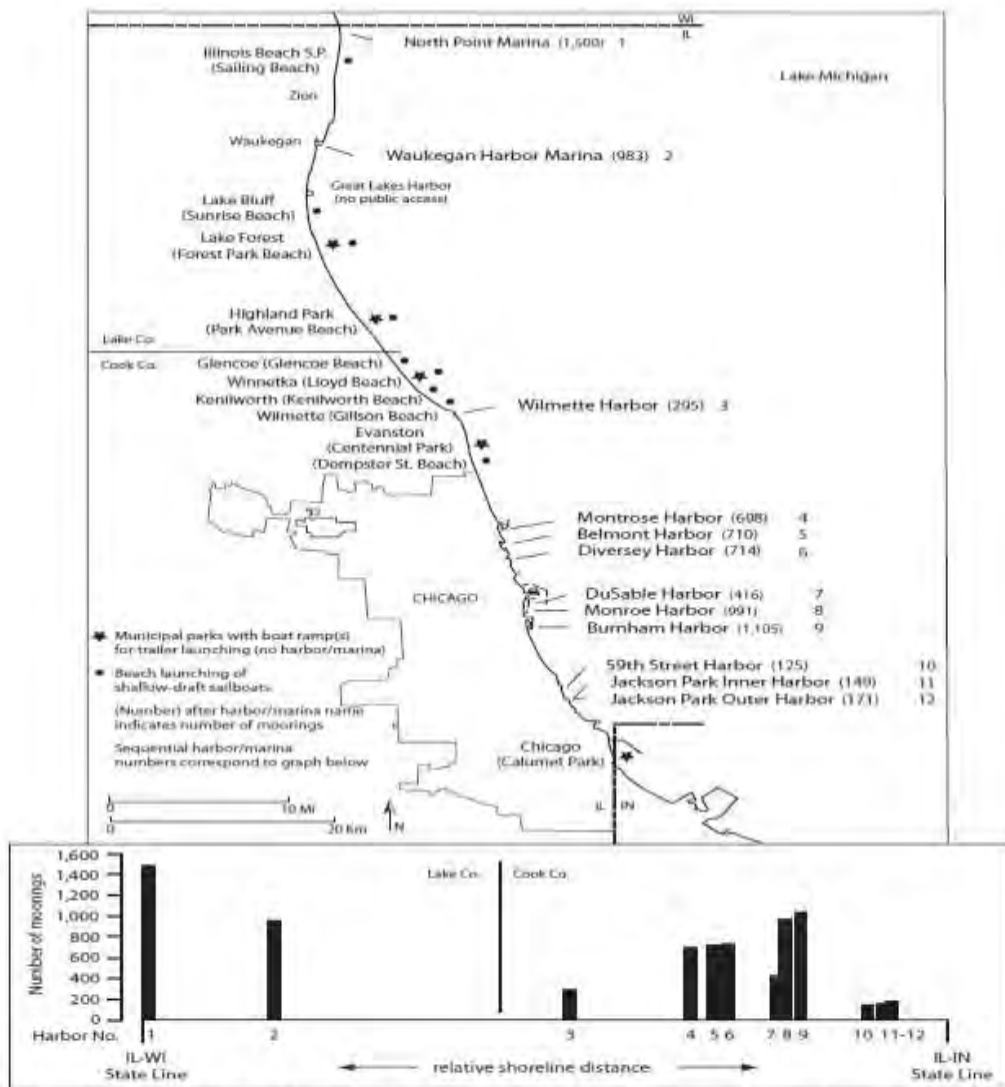 WI
IL
North Point Marina (1,500) 1
Illinois Beach S.P.
(Sailing Beach)
Lake Michigan
Zion
Waukegan
Waukegan Harbor Marina (983) 2
Great Lakes Harbor
(no public access)
Lake Bluff
(Sunrise Beach)
Lake Forest
(Forest Park Beach)
Highland Park
(Park Avenue Beach)
Lake Co.
Cook Co.
Glencoe (Glencoe Beach)
Winnetka (Lloyd Beach)
Kenilworth (Kenilworth Beach)
Wilmette (Gillson Beach)
Wilmette Harbor (295) 3
Evanston
(Centennial Park)
(Dempster St. Beach)
Montrose Harbor (608) 4
Belmont Harbor (710) 5
Diversey Harbor (714) 6
CHICAGO
DuSable Harbor (416) 7
Monroe Harbor (991) 8
Burnham Harbor (1,105) 9
Municipal parks with boat ramp(s)
for trailer launching (no harbor/marina)
Beach launching of
shallow-draft sailboats
(Number) after harbor/marina name
indicates number of moorings
Sequential harbor/marina
numbers correspond to graph below
59th Street Harbor (125) 10
Jackson Park Inner Harbor (149) 11
Jackson Park Outer Harbor (171) 12
Chicago
(Calumet Park)
IL IN
0 10 Mi
0 20 Km
N
Number of moorings
1,600
1,400
1,200
1,000
800
600
400
200
0
Lake Co. Cook Co.
Harbor No. 1 2 3 4 5 6 7 8 9 10 11-12
IL-WI
State Line
relative shoreline distance
IL-IN
State Line